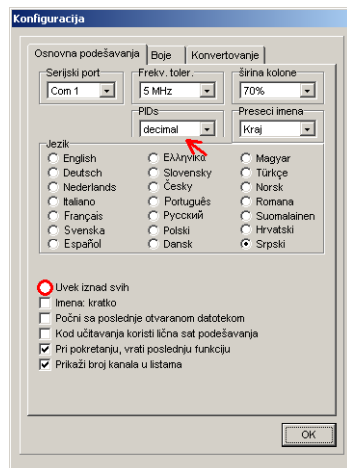 Konfiguracija
Osnovna podešavanja Boje Konvertovanje
Serijski port Frekv. toler. širina kolone
Com 1 5 MHz 70%
PIDs Preseci imena
decimal Kraj
Jezik
English Ελληνικα Magyar
Deutsch Slovensky Türkçe
Nederlands Česky Norsk
Italiano Português Romana
Français Русский Suomalainen
Svenska Polski Hrvatski
Español Dansk Srpski
Uvek iznad svih
Imena: kratko
Počni sa poslednje otvaranom datotekom
Kod učitavanja koristi lična sat podešavanja
Pri pokretanju, vrati poslednju funkciju
Prikaži broj kanala u listama
OK